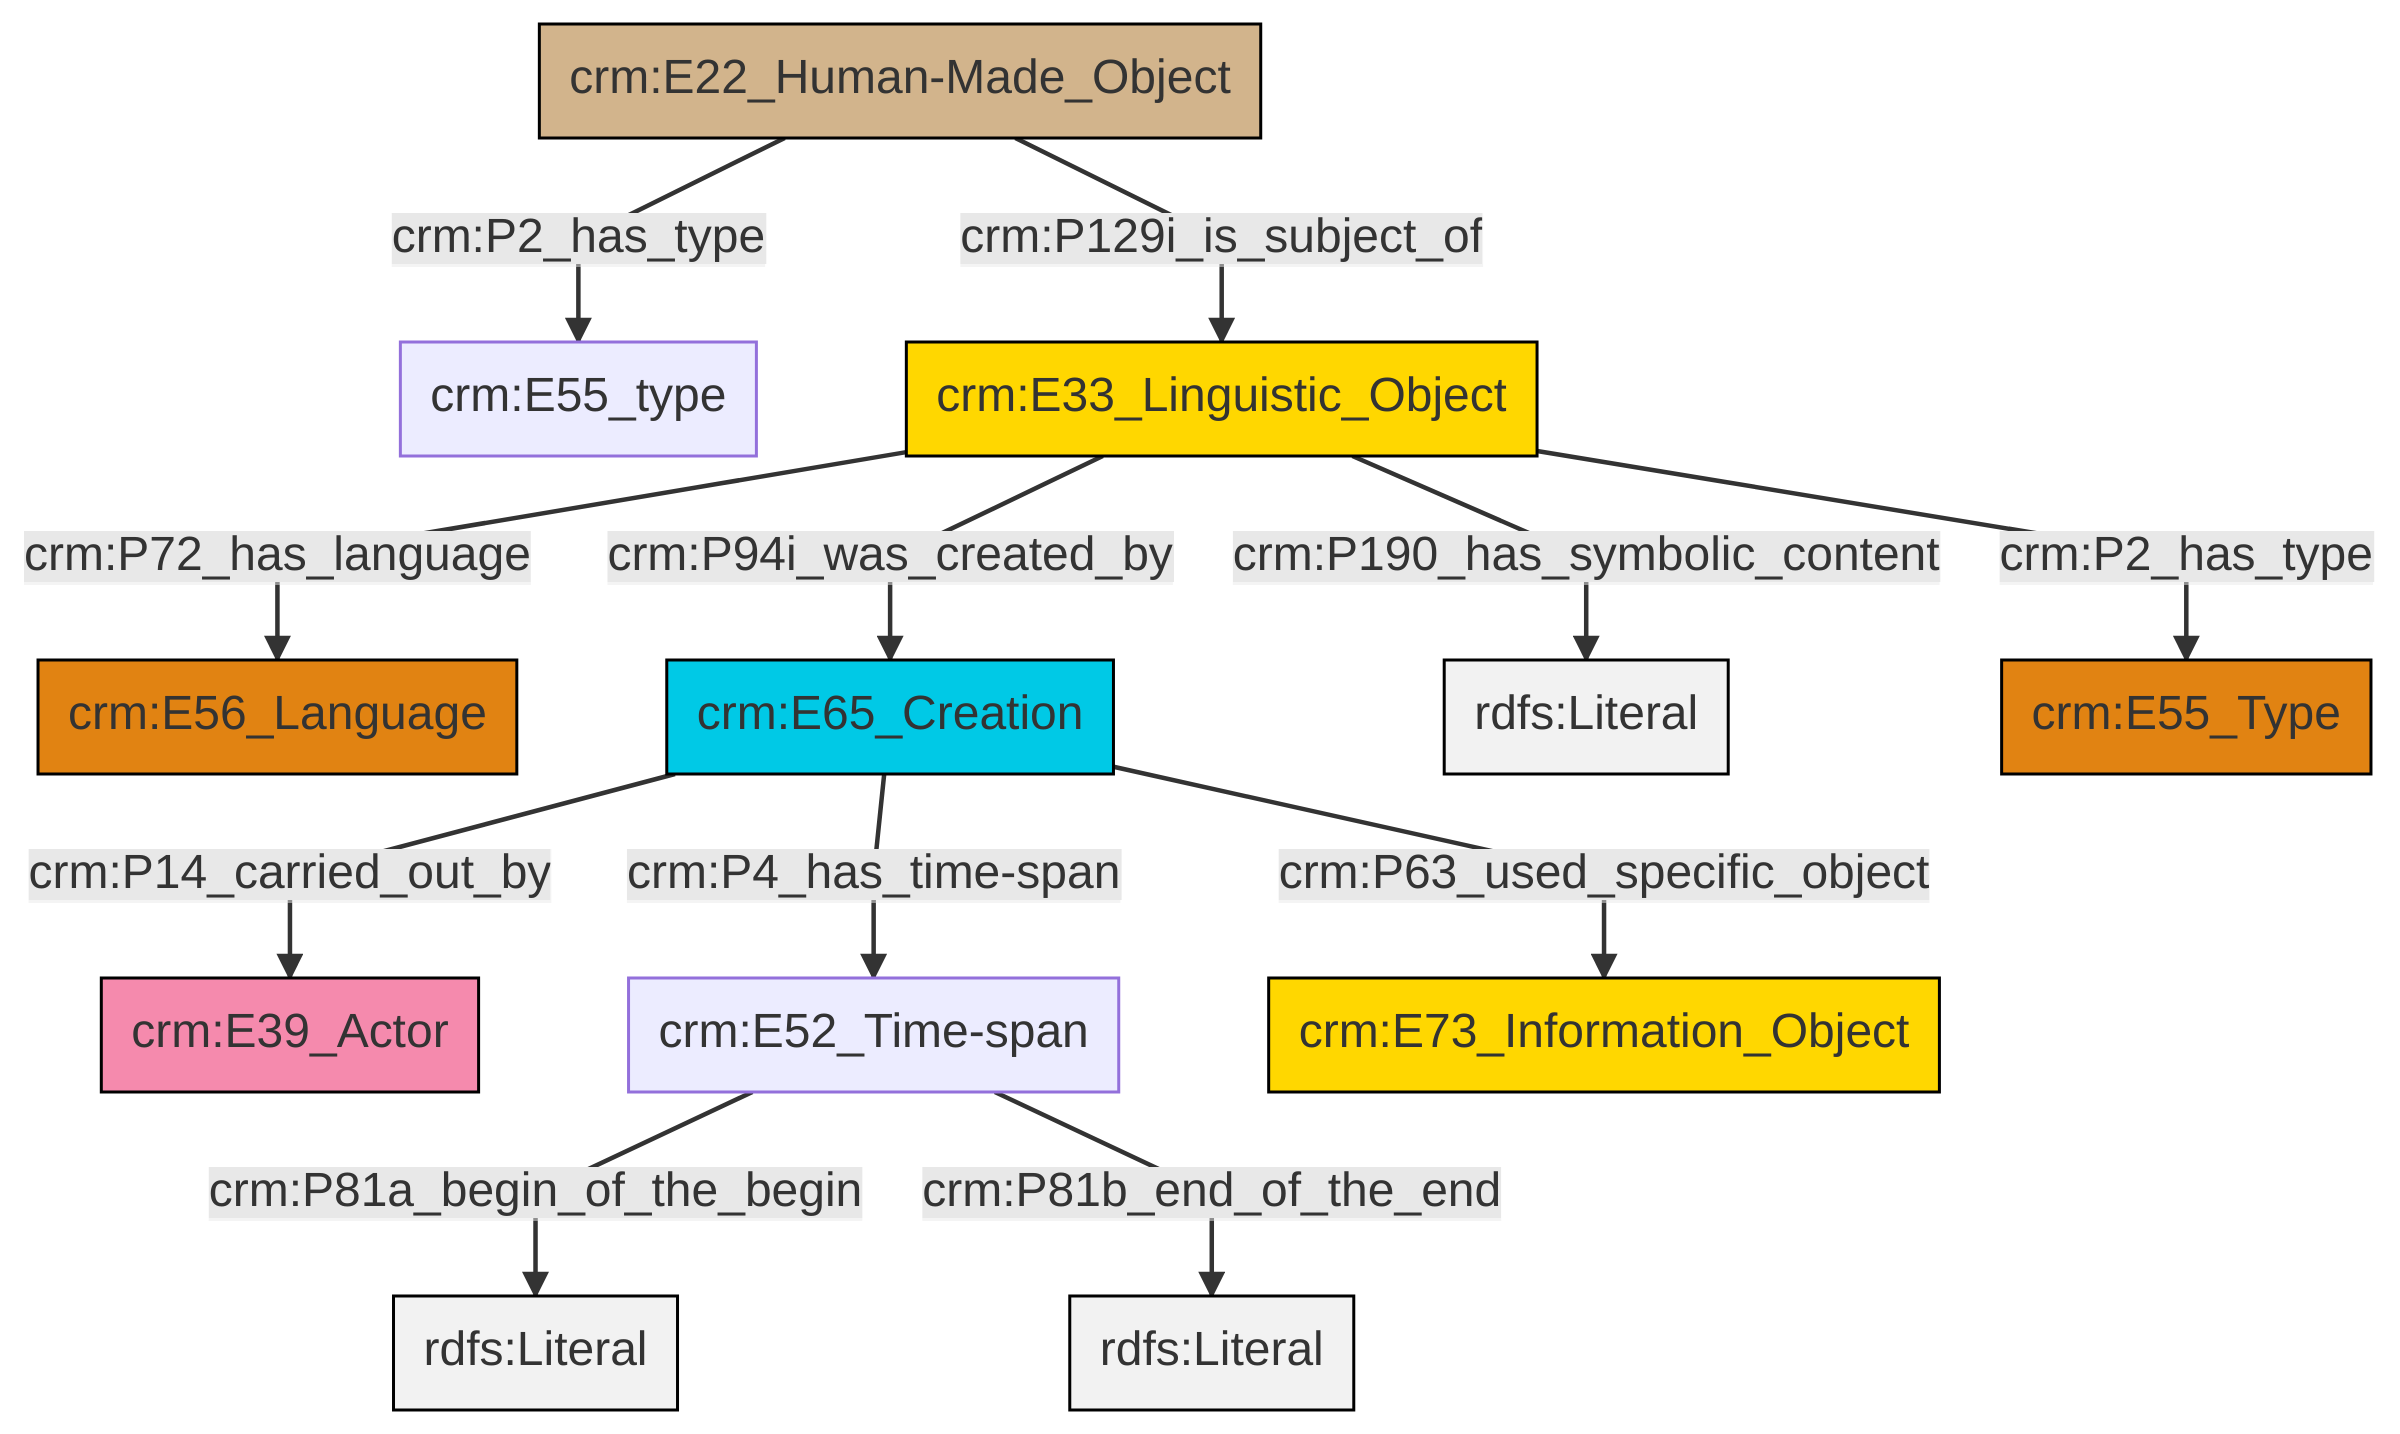 crm:E22_Human-Made_Object
crm:P2_has_type
crm:P129i_is_subject_of
crm:E55_type
crm:E33_Linguistic_Object
crm:P72_has_language
crm:P94i_was_created_by
crm:P190_has_symbolic_content
crm:P2_has_type
crm:E56_Language
crm:E65_Creation
rdfs:Literal
crm:E55_Type
crm:P14_carried_out_by
crm:P4_has_time-span
crm:P63_used_specific_object
crm:E39_Actor
crm:E52_Time-span
crm:E73_Information_Object
crm:P81a_begin_of_the_begin
crm:P81b_end_of_the_end
rdfs:Literal
rdfs:Literal